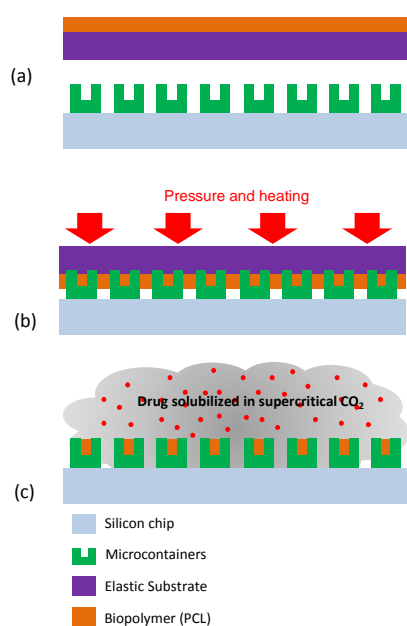 (a)
Pressure and heating
(b)
Drug solubilized in supercritical CO₂
(c)
Silicon chip
Microcontainers
Elastic Substrate
Biopolymer (PCL)